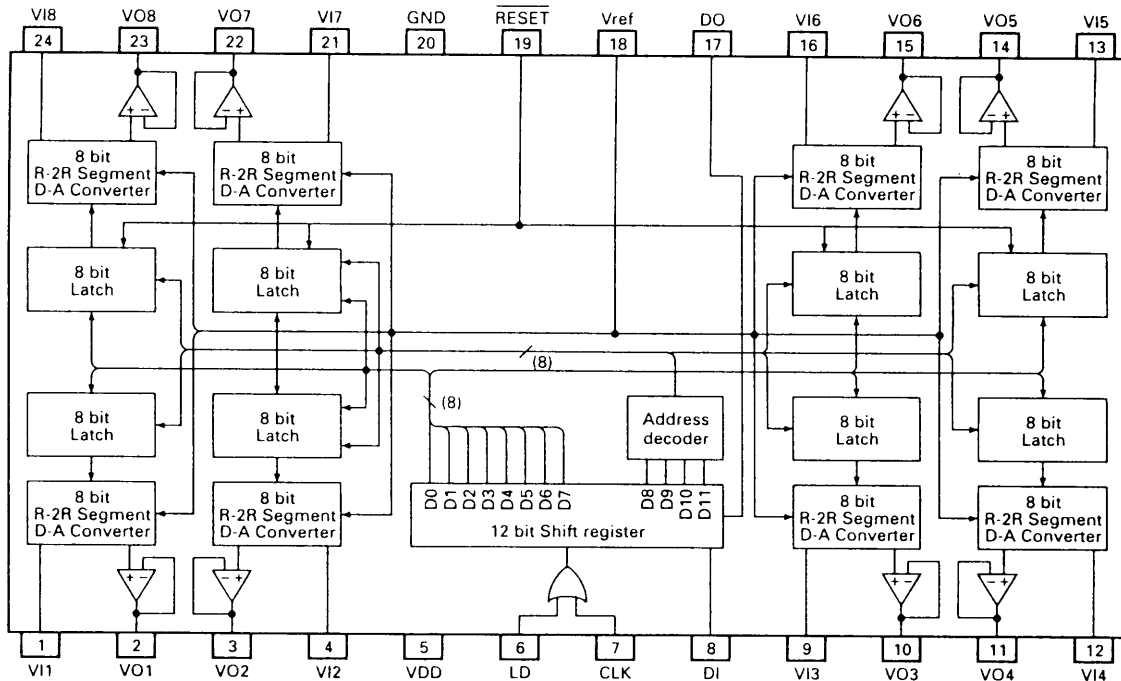 VI8 VO8 VO7 VI7 GND RESET Vref DO VI6 VO6 VO5 VI5
24 23 22 21 20 19 18 17 16 15 14 13
+ − − + + − − +
8 bit
R-2R Segment
D-A Converter
8 bit
R-2R Segment
D-A Converter
8 bit
R-2R Segment
D-A Converter
8 bit
R-2R Segment
D-A Converter
8 bit
Latch
8 bit
Latch
8 bit
Latch
8 bit
Latch
(8)
(8)
8 bit
Latch
8 bit
Latch
Address
decoder
8 bit
Latch
8 bit
Latch
D0 D1 D2 D3 D4 D5 D6 D7 D8 D9 D10 D11
12 bit Shift register
8 bit
R-2R Segment
D-A Converter
8 bit
R-2R Segment
D-A Converter
8 bit
R-2R Segment
D-A Converter
8 bit
R-2R Segment
D-A Converter
+ − − + + − − +
1 2 3 4 5 6 7 8 9 10 11 12
VI1 VO1 VO2 VI2 VDD LD CLK DI VI3 VO3 VO4 VI4